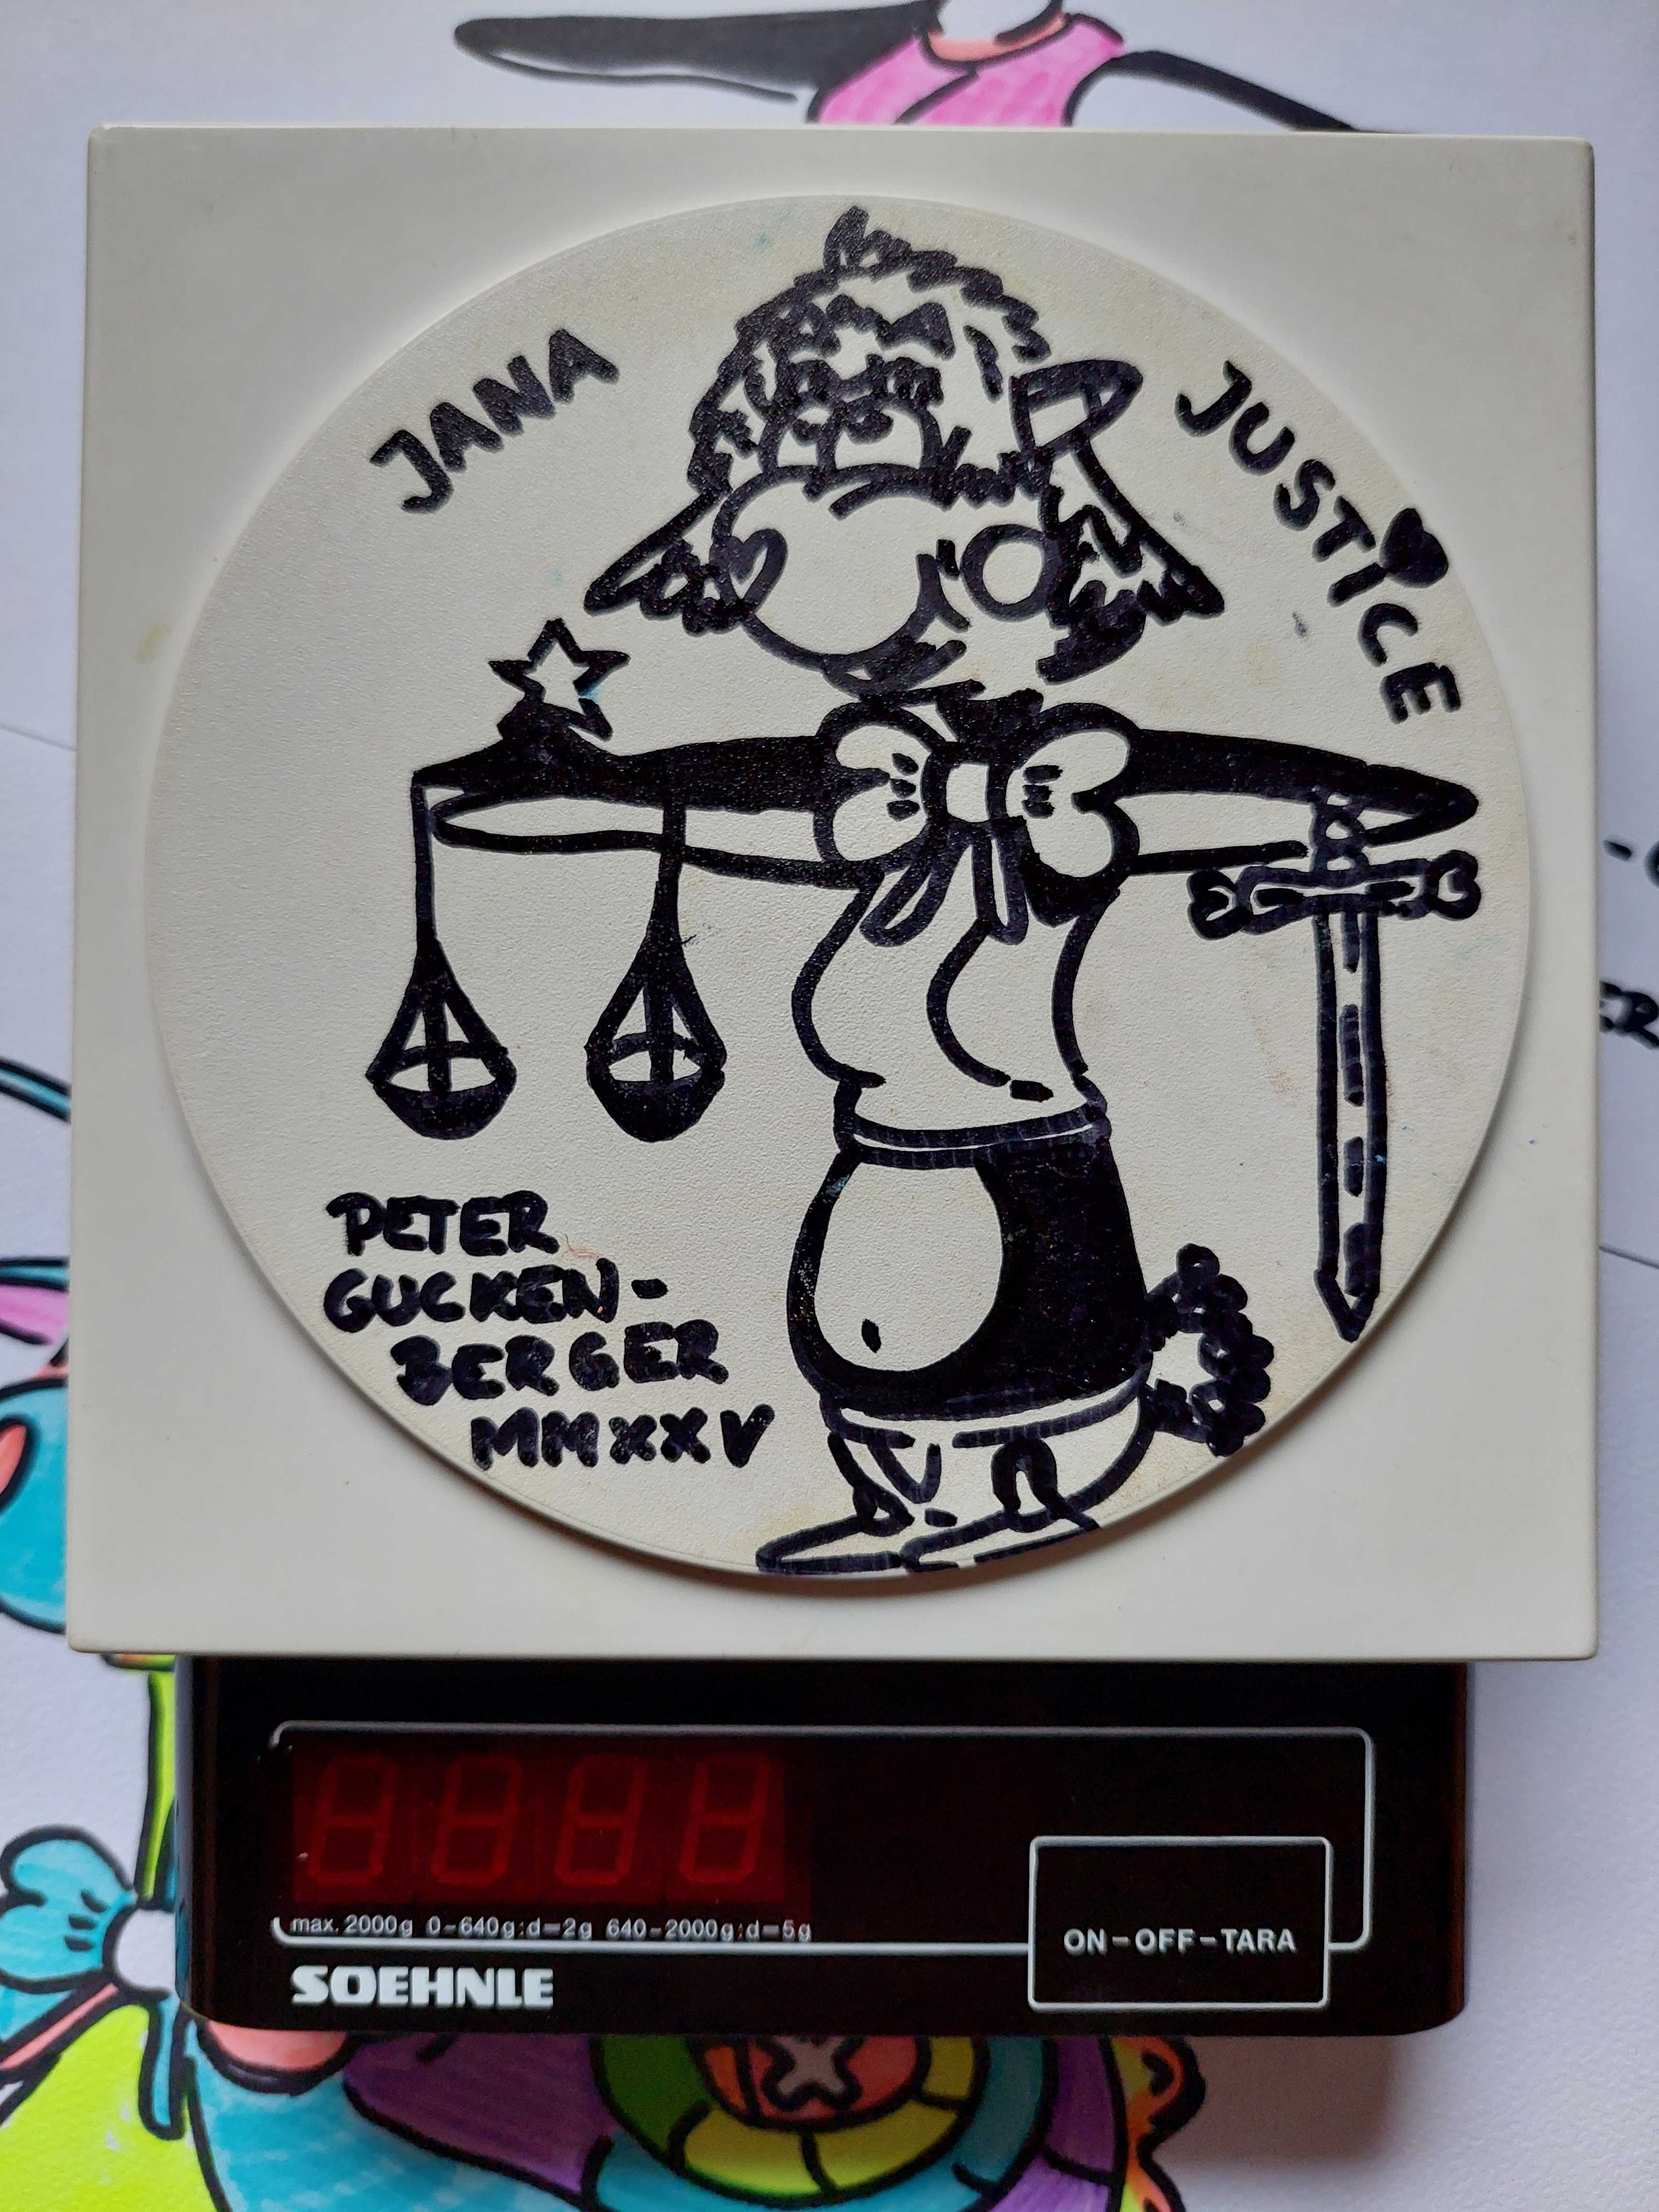 JANA
JUSTICE
PETER
GUCKEN-
BERGER
MMXXV
max. 2000g 0-640g:d=2g 640-2000g:d=5g
ON-OFF-TARA
SOEHNLE